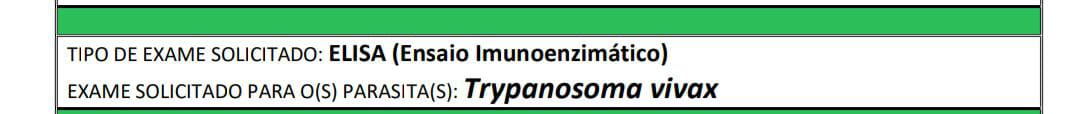 TIPO DE EXAME SOLICITADO: ELISA (Ensaio Imunoenzimático)
EXAME SOLICITADO PARA O(S) PARASITA(S): Trypanosoma vivax